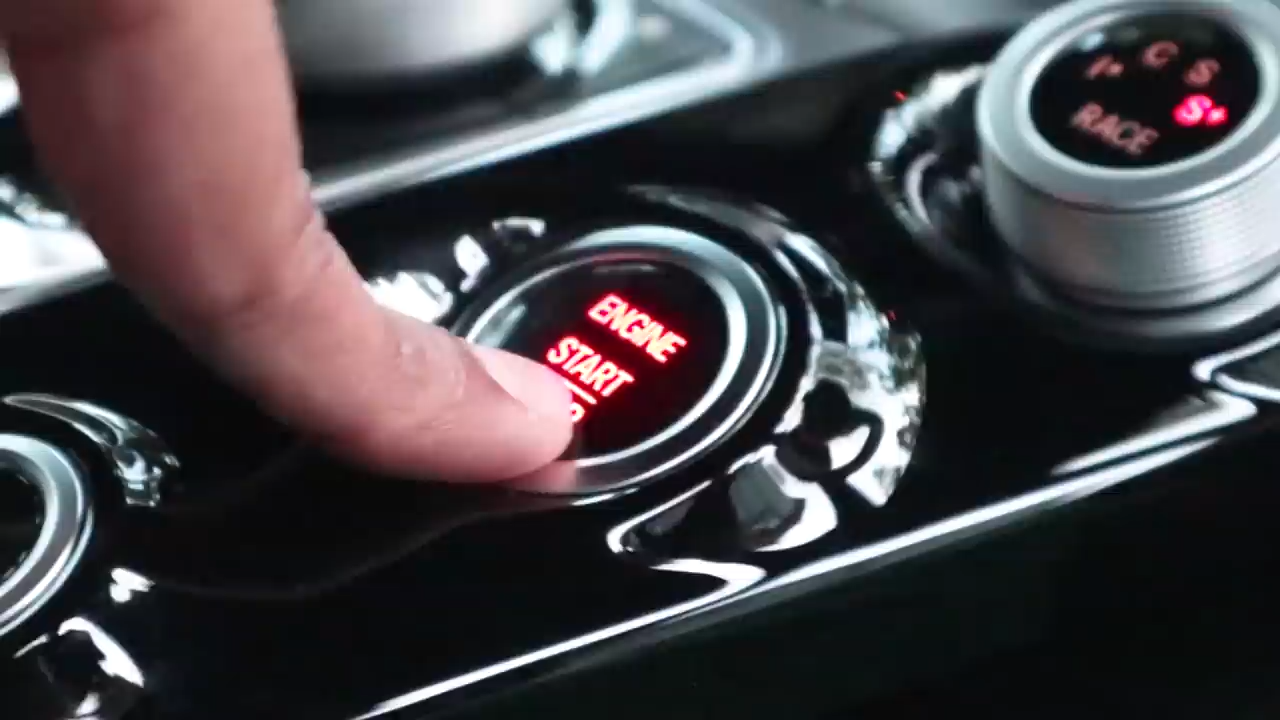 ENGINE
START
I+ C S
S+
RACE